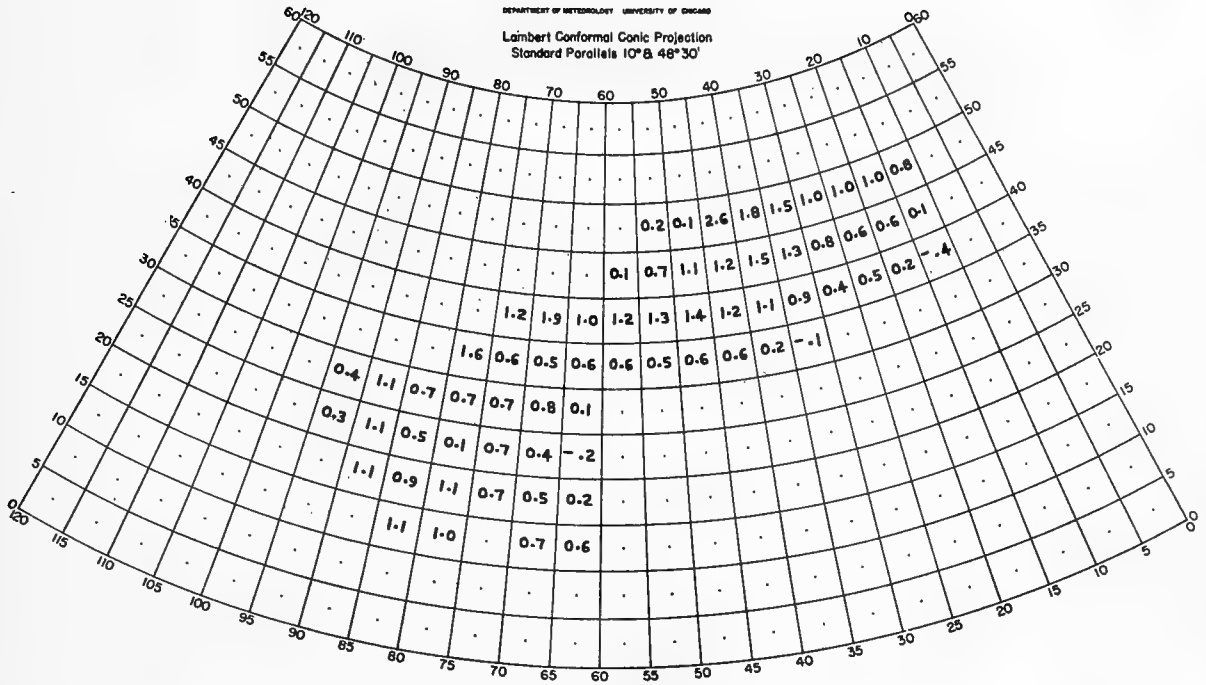 DEPARTMENT OF METEOROLOGY UNIVERSITY OF CHICAGO
Lambert Conformal Conic Projection
Standard Parallels 10° & 48° 30'
120 110 100 90 80 70 60 50 40 30 20 10 0
60 55 50 45 40 35 30 25 20 15 10 5 0
60 55 50 45 40 35 30 25 20 15 10 5 0
0.2 0.1 2.6 1.8 1.5 1.0 1.0 1.0 0.8
0.1 0.7 1.1 1.2 1.5 1.3 0.8 0.6 0.6 0.1
1.2 1.9 1.0 1.2 1.3 1.4 1.2 1.1 0.9 0.4 0.5 0.2 -.4
1.6 0.6 0.5 0.6 0.6 0.5 0.6 0.6 0.2 -.1
0.4 1.1 0.7 0.7 0.7 0.8 0.1
0.3 1.1 0.5 0.1 0.7 0.4 -.2
1.1 0.9 1.1 0.7 0.5 0.2
1.1 1.0 0.7 0.6
120 115 110 105 100 95 90 85 80 75 70 65 60 55 50 45 40 35 30 25 20 15 10 5 0